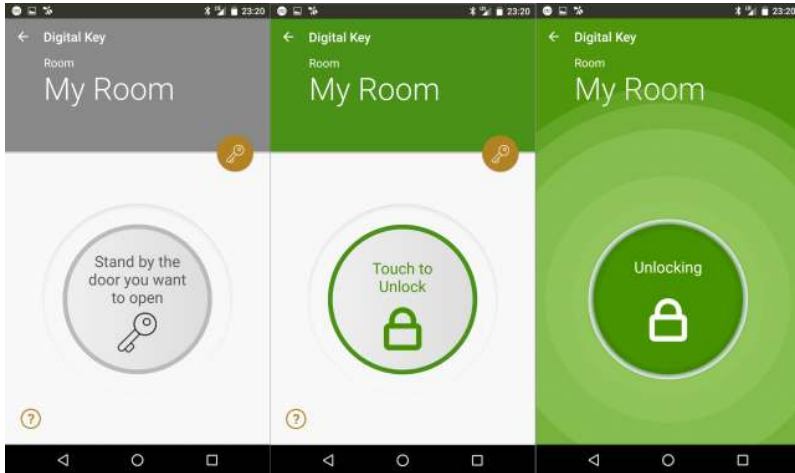 23:20
Digital Key
Room
My Room
Stand by the
door you want
to open
?
23:20
Digital Key
Room
My Room
Touch to
Unlock
?
23:20
Digital Key
Room
My Room
Unlocking